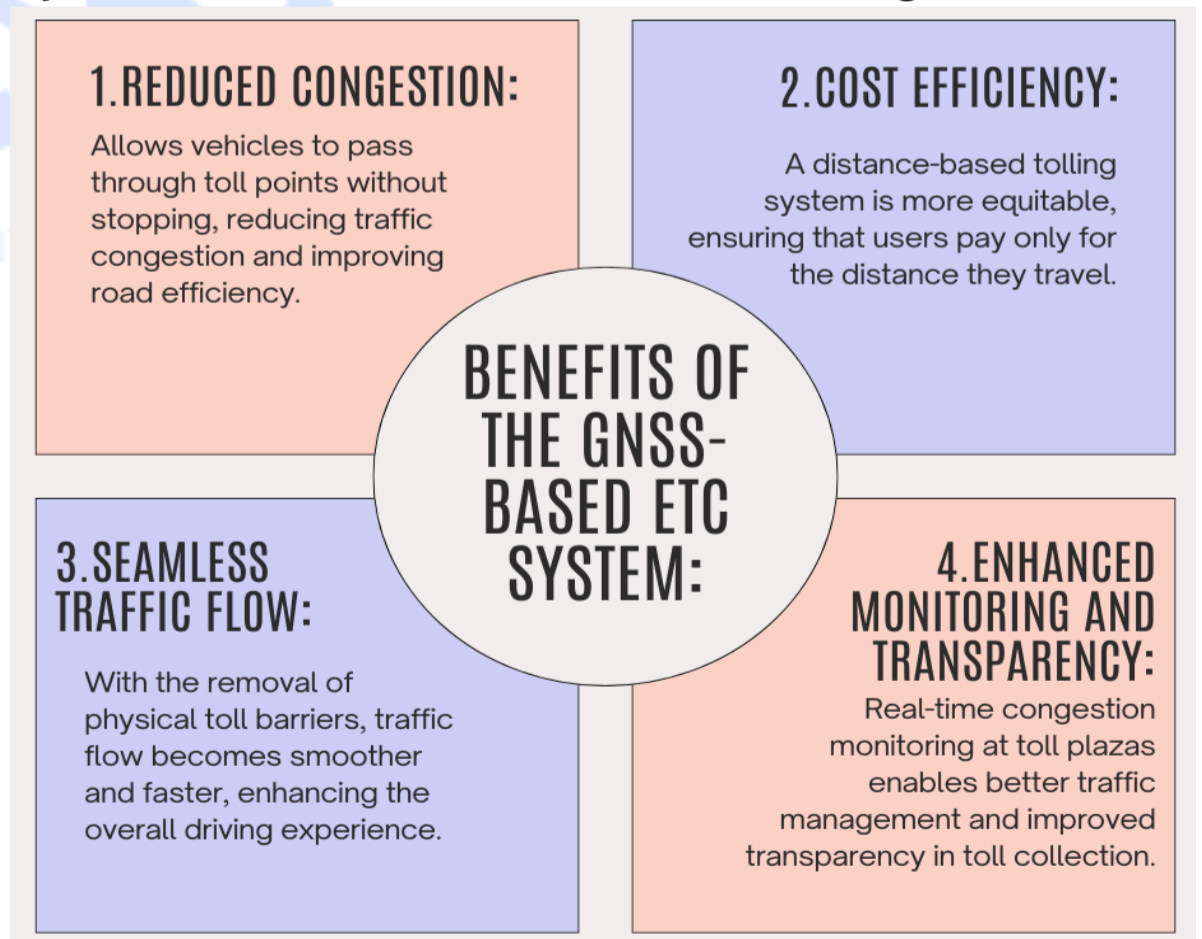 1.REDUCED CONGESTION:
Allows vehicles to pass
through toll points without
stopping, reducing traffic
congestion and improving
road efficiency.
2.COST EFFICIENCY:
A distance-based tolling
system is more equitable,
ensuring that users pay only for
the distance they travel.
BENEFITS OF
THE GNSS-
BASED ETC
SYSTEM:
3.SEAMLESS
TRAFFIC FLOW:
With the removal of
physical toll barriers, traffic
flow becomes smoother
and faster, enhancing the
overall driving experience.
4.ENHANCED
MONITORING AND
TRANSPARENCY:
Real-time congestion
monitoring at toll plazas
enables better traffic
management and improved
transparency in toll collection.